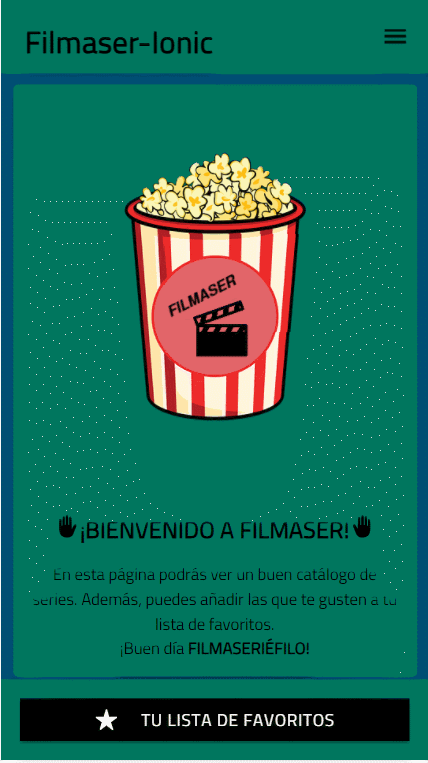 Filmaser-Ionic
FILMASER
¡BIENVENIDO A FILMASER!
En esta página podrás ver un buen catálogo de
series. Además, puedes añadir las que te gusten a tu
lista de favoritos.
¡Buen día FILMASERIÉFILO!
TU LISTA DE FAVORITOS